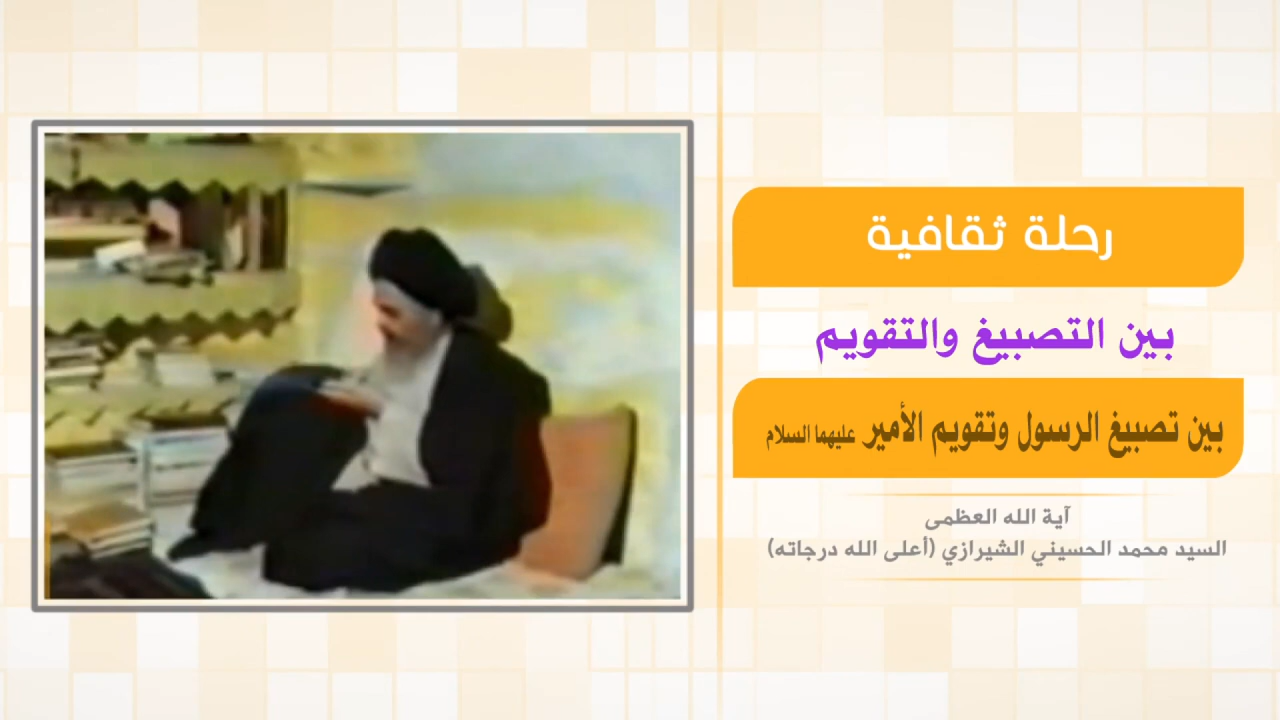 رحلة ثقافية
بين التصبيغ والتقويم
بين تصبيغ الرسول وتقويم الأمير عليهما السلام
آية الله العظمى
السيد محمد الحسيني الشيرازي (أعلى الله درجاته)